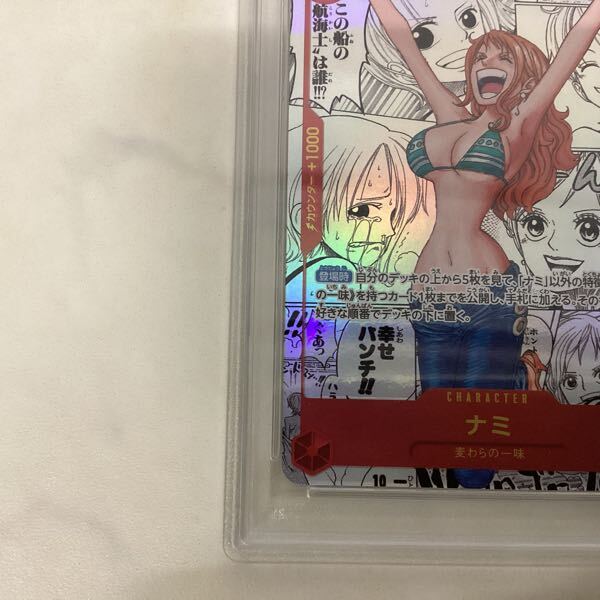 この船の
"航海士"は誰!!?
カウンター +1000
登場時 自分のデッキの上から5枚を見て、「ナミ」以外の特徴
の一味》を持つカード1枚までを公開し、手札に加える。その
好きな順番でデッキの下に置く。
幸せ
パンチ!!
CHARACTER
ナミ
麦わらの一味